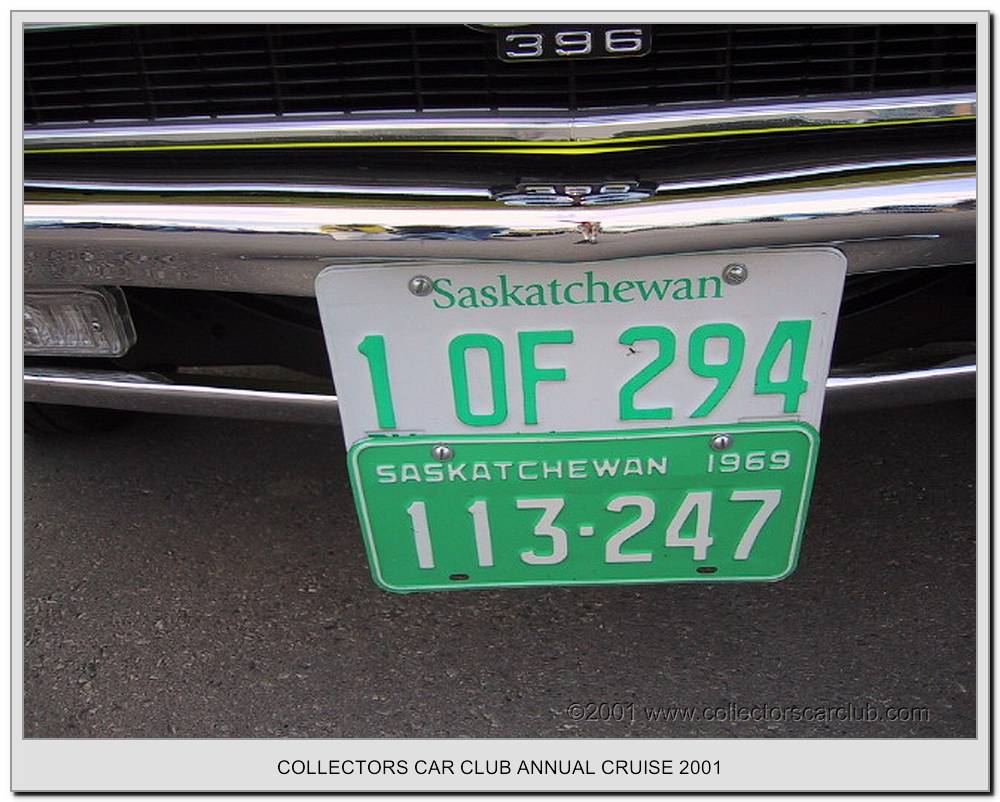 396
Saskatchewan
1 OF 294
SASKATCHEWAN 1969
113·247
©2001 www.collectorscarclub.com
COLLECTORS CAR CLUB ANNUAL CRUISE 2001